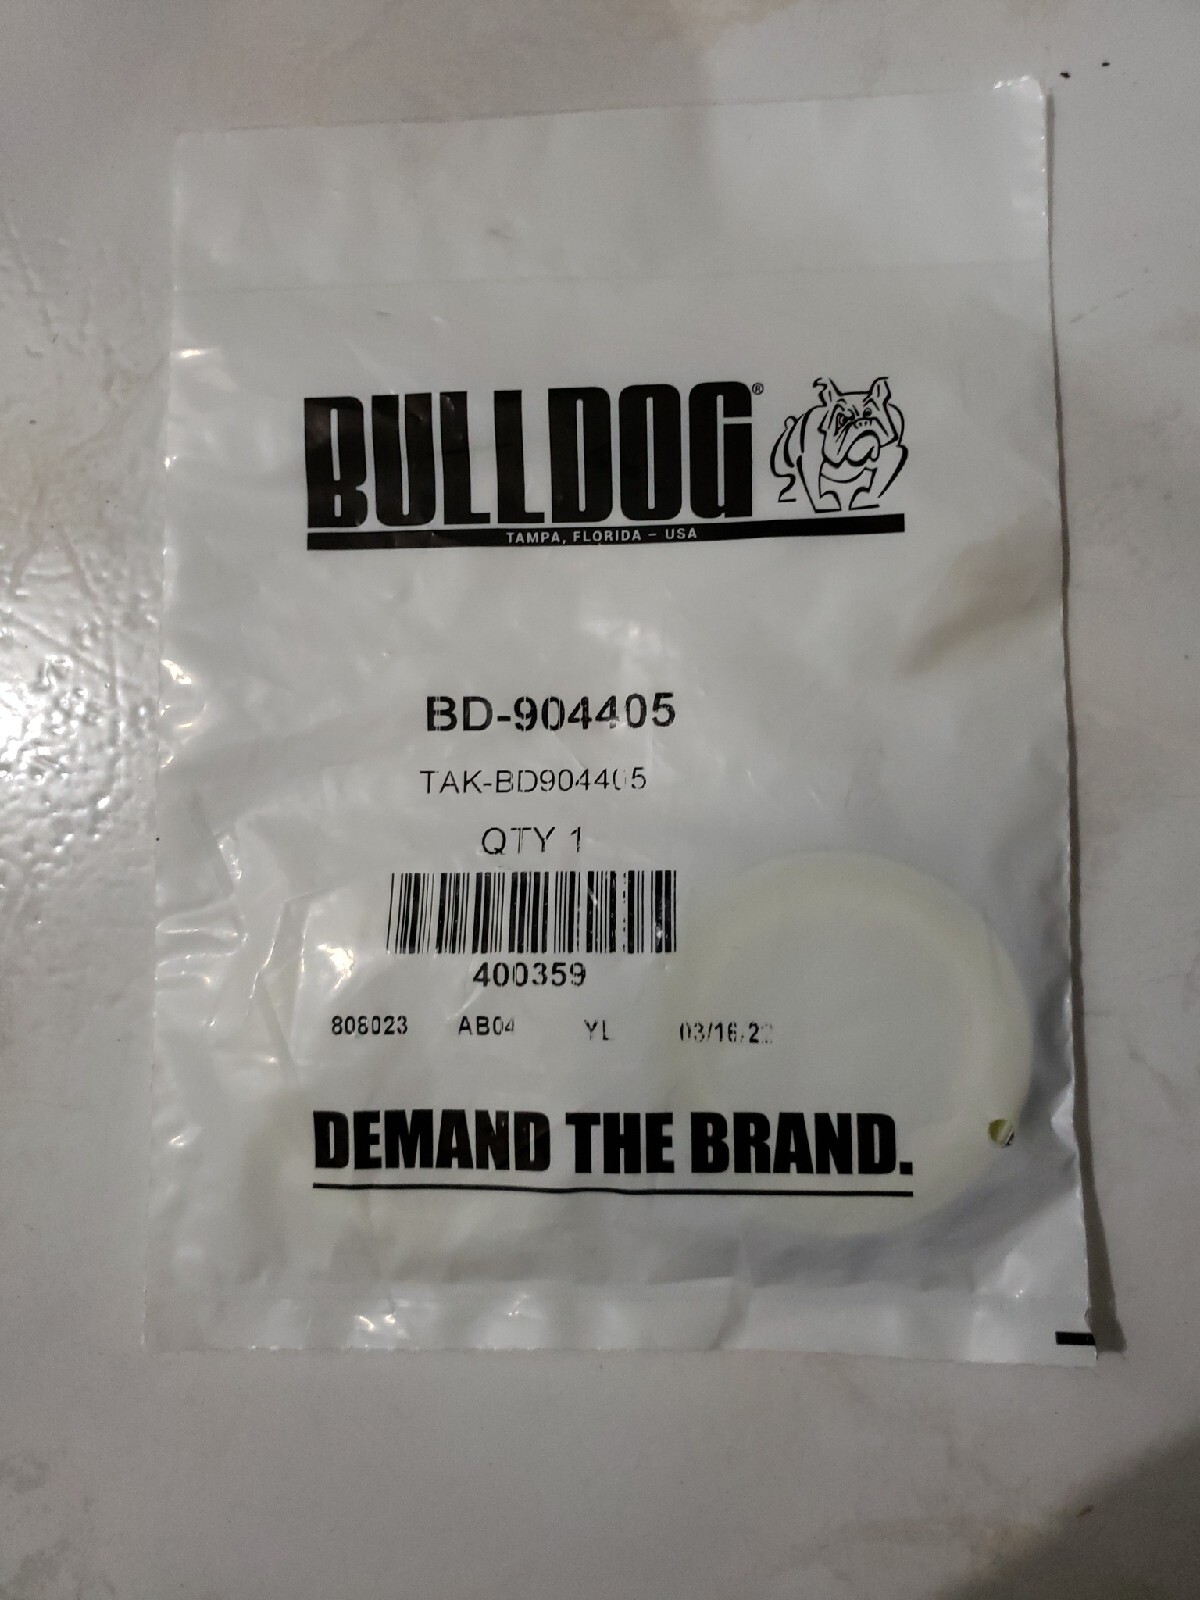 BULLDOG®
TAMPA, FLORIDA – USA
BD-904405
TAK-BD904405
QTY 1
400359
808023 AB04 YL
DEMAND THE BRAND.